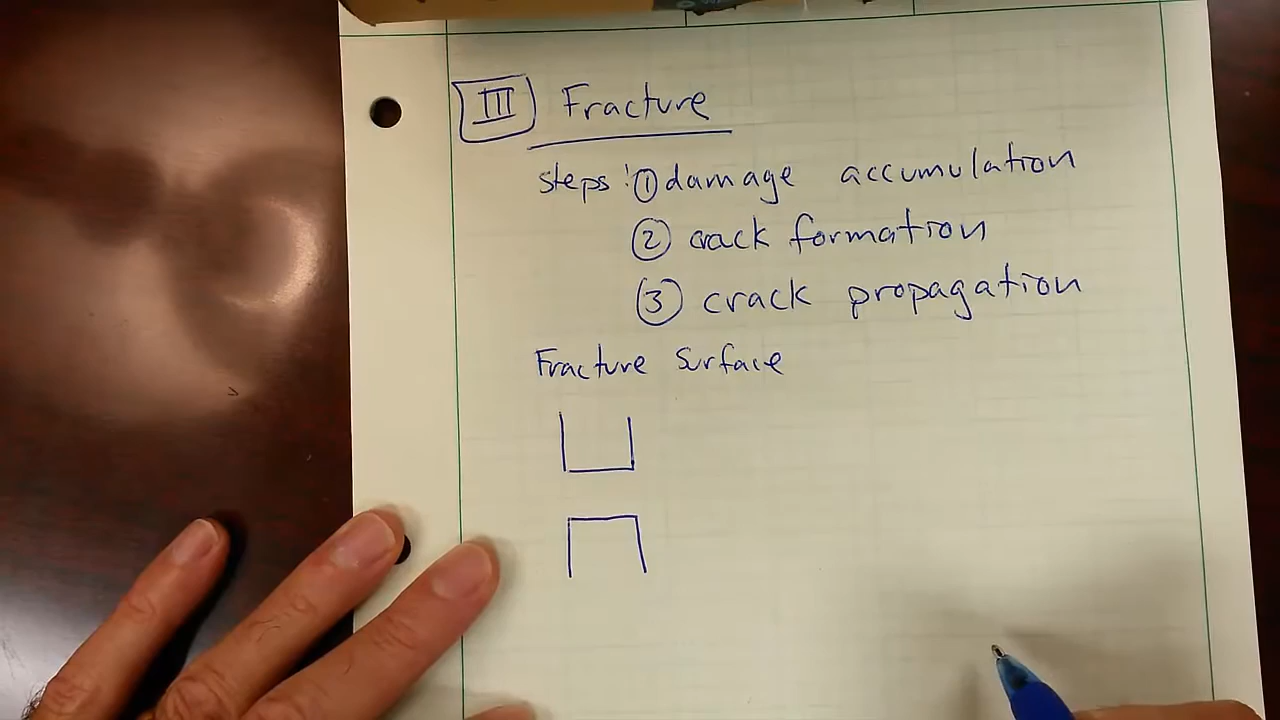 III Fracture
steps: ① damage accumulation
② crack formation
③ crack propagation
Fracture Surface